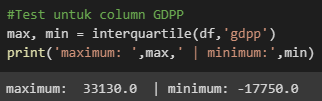 #Test untuk column GDPP
max, min = interquartile(df,'gdpp')
print('maximum: ',max,' | minimum:',min)
maximum:  33130.0  | minimum: -17750.0